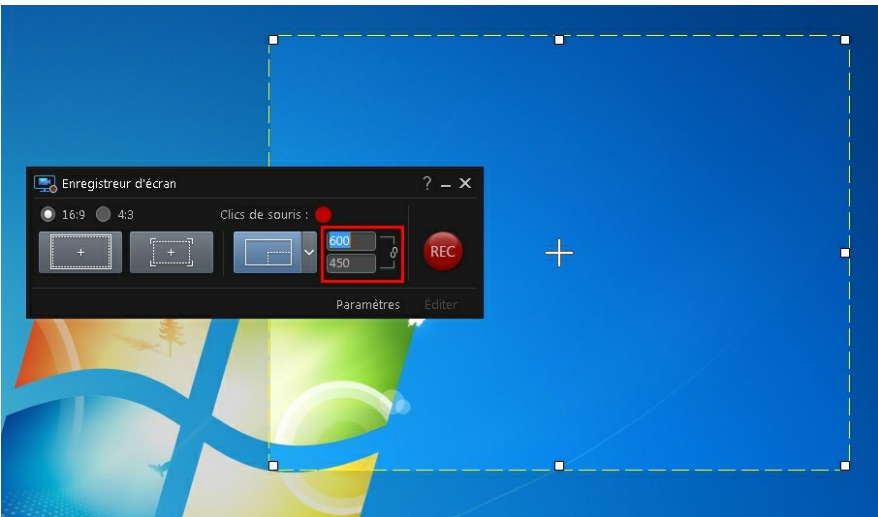 Enregistreur d'écran ? – ×
16:9 4:3 Clics de souris :
600
450
REC
Paramètres Éditer